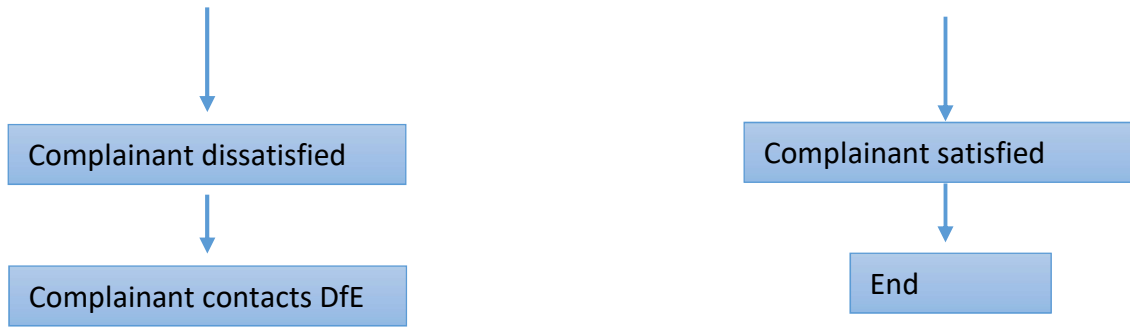 Complainant dissatisfied
Complainant satisfied
Complainant contacts DfE
End